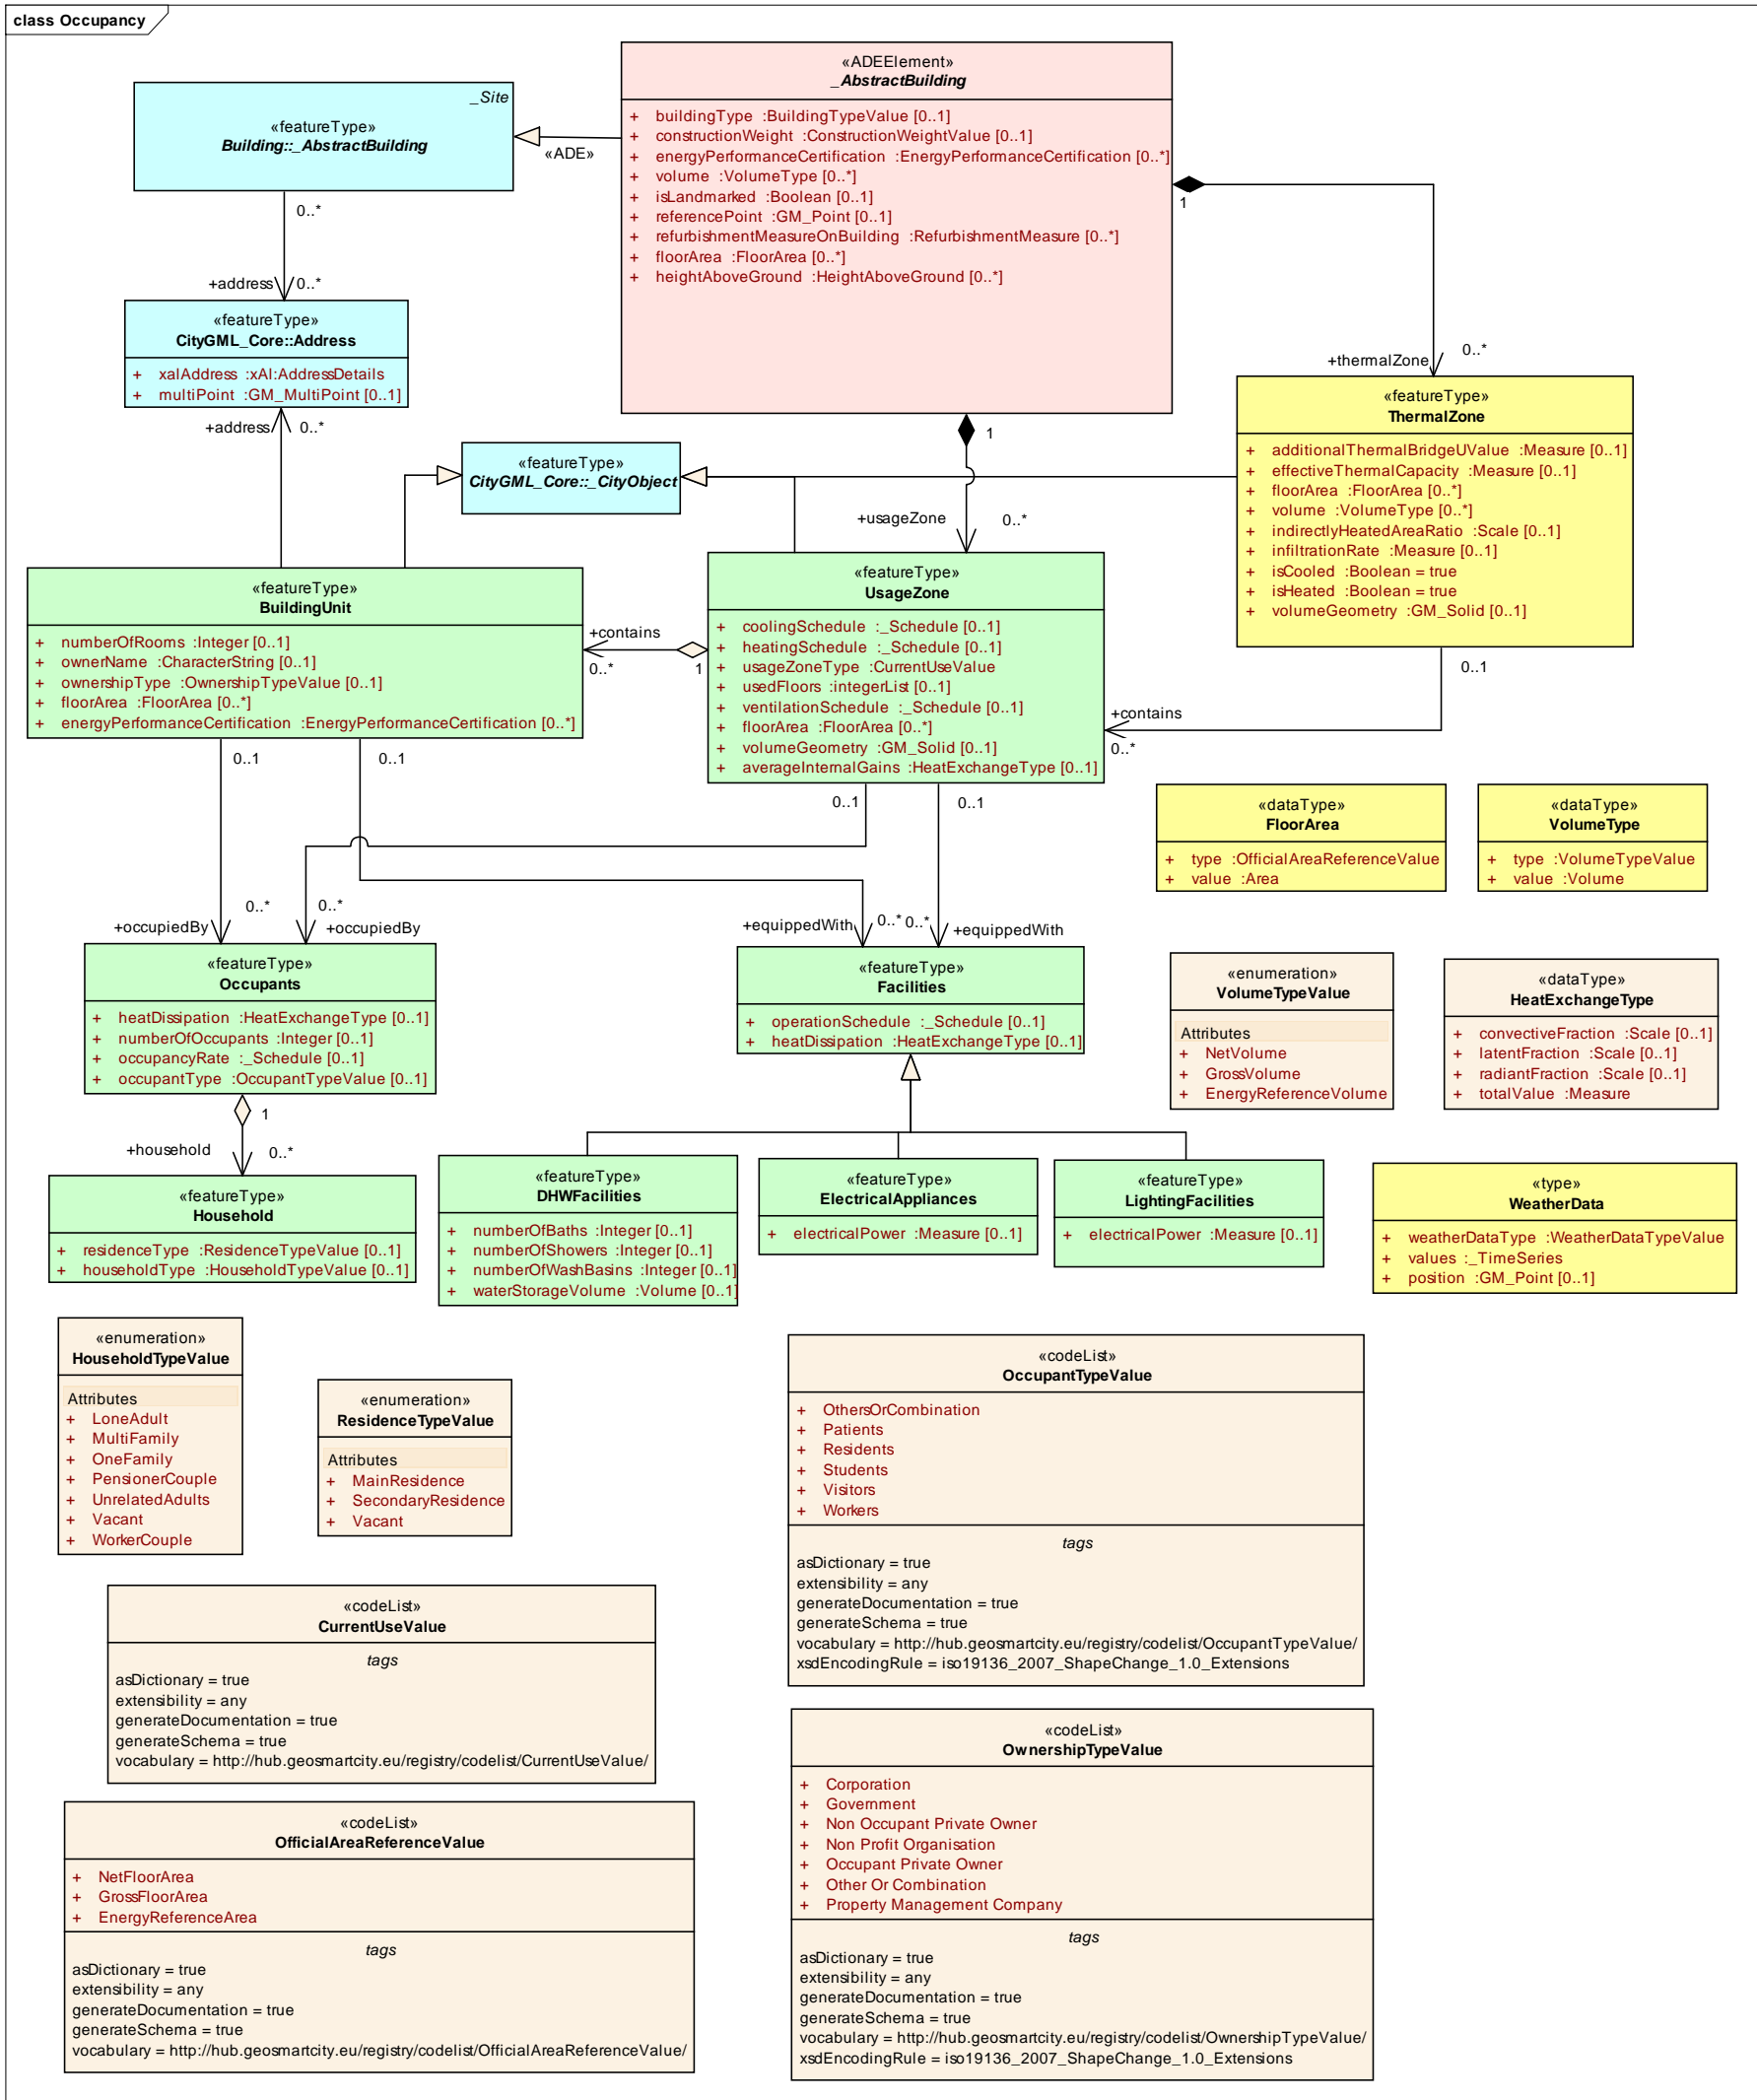 class Occupancy
«ADEElement»
_AbstractBuilding
+ buildingType :BuildingTypeValue [0..1]
+ constructionWeight :ConstructionWeightValue [0..1]
+ energyPerformanceCertification :EnergyPerformanceCertification [0..*]
+ volume :VolumeType [0..*]
+ isLandmarked :Boolean [0..1]
+ referencePoint :GM_Point [0..1]
+ refurbishmentMeasureOnBuilding :RefurbishmentMeasure [0..*]
+ floorArea :FloorArea [0..*]
+ heightAboveGround :HeightAboveGround [0..*]
_Site
«featureType»
Building::_AbstractBuilding
«ADE»
1
0..*
+address 0..*
+thermalZone 0..*
«featureType»
CityGML_Core::Address
+ xalAddress :xAl:AddressDetails
+ multiPoint :GM_MultiPoint [0..1]
+address 0..*
«featureType»
CityGML_Core::_CityObject
1
+usageZone 0..*
«featureType»
ThermalZone
+ additionalThermalBridgeUValue :Measure [0..1]
+ effectiveThermalCapacity :Measure [0..1]
+ floorArea :FloorArea [0..*]
+ volume :VolumeType [0..*]
+ indirectlyHeatedAreaRatio :Scale [0..1]
+ infiltrationRate :Measure [0..1]
+ isCooled :Boolean = true
+ isHeated :Boolean = true
+ volumeGeometry :GM_Solid [0..1]
«featureType»
BuildingUnit
+ numberOfRooms :Integer [0..1]
+ ownerName :CharacterString [0..1]
+ ownershipType :OwnershipTypeValue [0..1]
+ floorArea :FloorArea [0..*]
+ energyPerformanceCertification :EnergyPerformanceCertification [0..*]
+contains
0..* 1
«featureType»
UsageZone
+ coolingSchedule :_Schedule [0..1]
+ heatingSchedule :_Schedule [0..1]
+ usageZoneType :CurrentUseValue
+ usedFloors :integerList [0..1]
+ ventilationSchedule :_Schedule [0..1]
+ floorArea :FloorArea [0..*]
+ volumeGeometry :GM_Solid [0..1]
+ averageInternalGains :HeatExchangeType [0..1]
0..1
+contains
0..*
0..1 0..1
0..1 0..1
«dataType»
FloorArea
+ type :OfficialAreaReferenceValue
+ value :Area
«dataType»
VolumeType
+ type :VolumeTypeValue
+ value :Volume
0..* 0..*
+occupiedBy +occupiedBy
+equippedWith 0..* 0..* +equippedWith
«featureType»
Occupants
+ heatDissipation :HeatExchangeType [0..1]
+ numberOfOccupants :Integer [0..1]
+ occupancyRate :_Schedule [0..1]
+ occupantType :OccupantTypeValue [0..1]
«featureType»
Facilities
+ operationSchedule :_Schedule [0..1]
+ heatDissipation :HeatExchangeType [0..1]
«enumeration»
VolumeTypeValue
Attributes
+ NetVolume
+ GrossVolume
+ EnergyReferenceVolume
«dataType»
HeatExchangeType
+ convectiveFraction :Scale [0..1]
+ latentFraction :Scale [0..1]
+ radiantFraction :Scale [0..1]
+ totalValue :Measure
1
+household 0..*
«featureType»
Household
+ residenceType :ResidenceTypeValue [0..1]
+ householdType :HouseholdTypeValue [0..1]
«featureType»
DHWFacilities
+ numberOfBaths :Integer [0..1]
+ numberOfShowers :Integer [0..1]
+ numberOfWashBasins :Integer [0..1]
+ waterStorageVolume :Volume [0..1]
«featureType»
ElectricalAppliances
+ electricalPower :Measure [0..1]
«featureType»
LightingFacilities
+ electricalPower :Measure [0..1]
«type»
WeatherData
+ weatherDataType :WeatherDataTypeValue
+ values :_TimeSeries
+ position :GM_Point [0..1]
«enumeration»
HouseholdTypeValue
Attributes
+ LoneAdult
+ MultiFamily
+ OneFamily
+ PensionerCouple
+ UnrelatedAdults
+ Vacant
+ WorkerCouple
«enumeration»
ResidenceTypeValue
Attributes
+ MainResidence
+ SecondaryResidence
+ Vacant
«codeList»
OccupantTypeValue
+ OthersOrCombination
+ Patients
+ Residents
+ Students
+ Visitors
+ Workers
tags
asDictionary = true
extensibility = any
generateDocumentation = true
generateSchema = true
vocabulary = http://hub.geosmartcity.eu/registry/codelist/OccupantTypeValue/
xsdEncodingRule = iso19136_2007_ShapeChange_1.0_Extensions
«codeList»
CurrentUseValue
tags
asDictionary = true
extensibility = any
generateDocumentation = true
generateSchema = true
vocabulary = http://hub.geosmartcity.eu/registry/codelist/CurrentUseValue/
«codeList»
OwnershipTypeValue
+ Corporation
+ Government
+ Non Occupant Private Owner
+ Non Profit Organisation
+ Occupant Private Owner
+ Other Or Combination
+ Property Management Company
tags
asDictionary = true
extensibility = any
generateDocumentation = true
generateSchema = true
vocabulary = http://hub.geosmartcity.eu/registry/codelist/OwnershipTypeValue/
xsdEncodingRule = iso19136_2007_ShapeChange_1.0_Extensions
«codeList»
OfficialAreaReferenceValue
+ NetFloorArea
+ GrossFloorArea
+ EnergyReferenceArea
tags
asDictionary = true
extensibility = any
generateDocumentation = true
generateSchema = true
vocabulary = http://hub.geosmartcity.eu/registry/codelist/OfficialAreaReferenceValue/